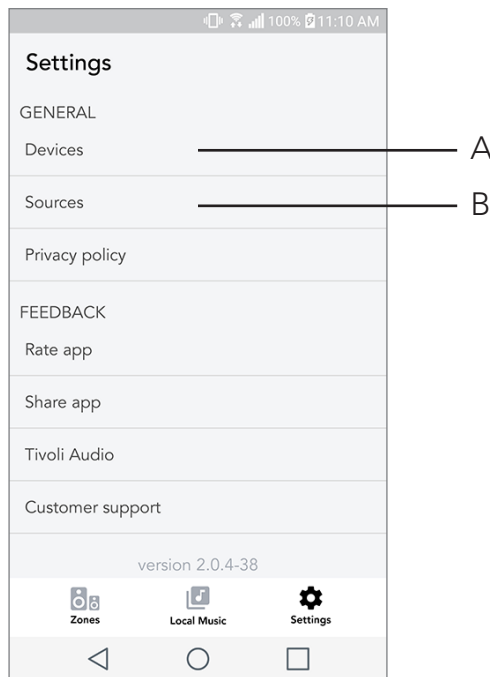 100% 11:10 AM
Settings
GENERAL
Devices
A
Sources
B
Privacy policy
FEEDBACK
Rate app
Share app
Tivoli Audio
Customer support
version 2.0.4-38
Zones Local Music Settings